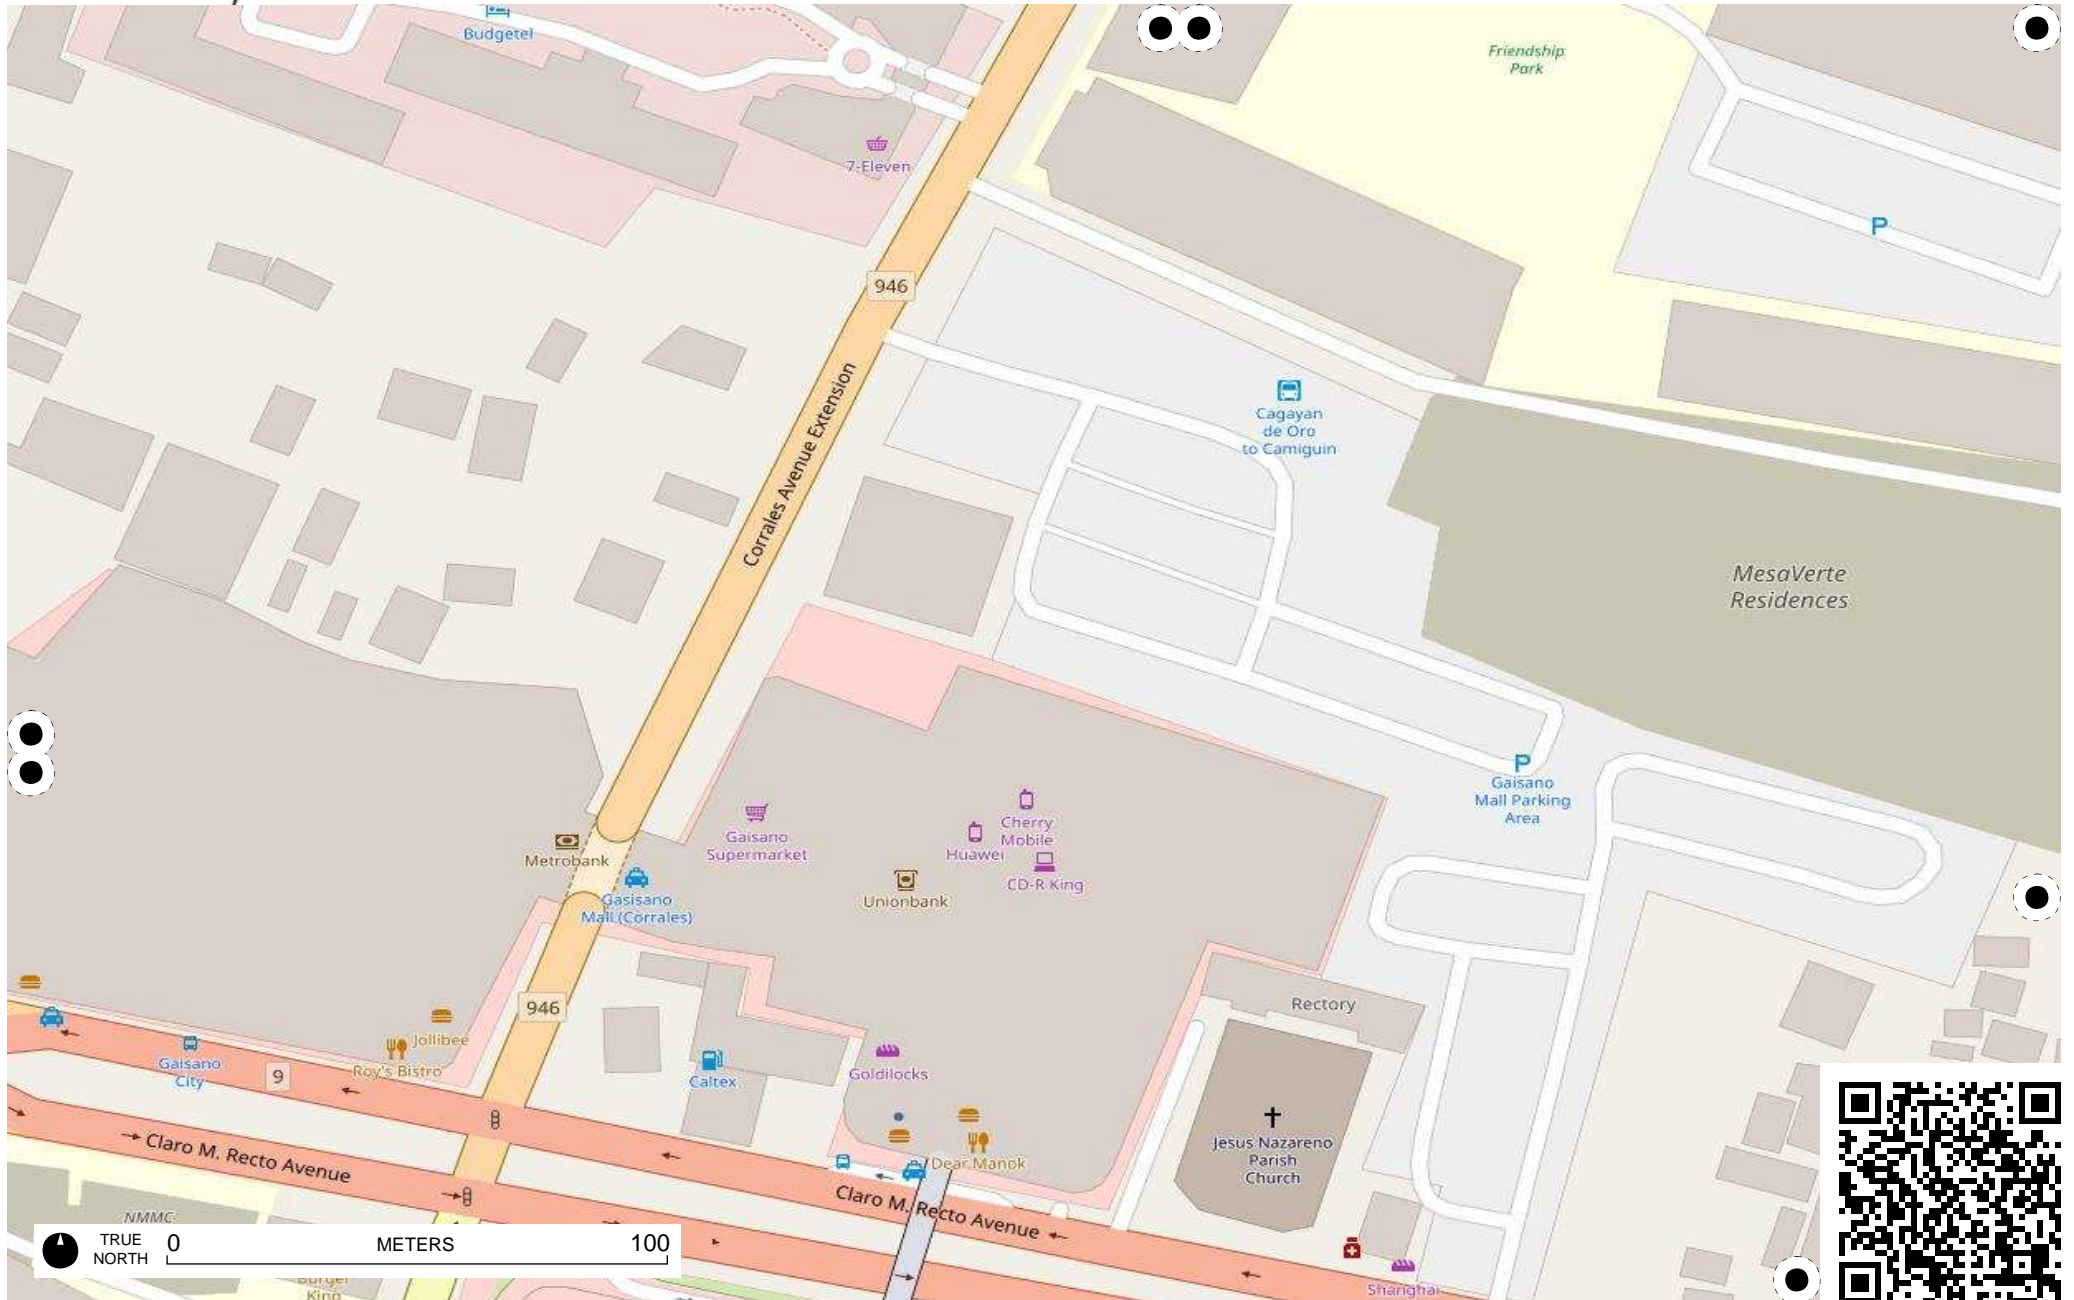 Budgetel
Friendship
Park
7-Eleven
P
946
Corrales Avenue Extension
Cagayan
de Oro
to Camiguin
MesaVerte
Residences
P
Gaisano
Mall Parking
Area
Cherry
Mobile
Huawei
CD-R King
Gaisano
Supermarket
Metrobank
Unionbank
Gasisano
Mall (Corrales)
946
Rectory
Jollibee
Roy's Bistro
Gaisano
City
9
Caltex
Goldilocks
Jesus Nazareno
Parish
Church
Dear Manok
Claro M. Recto Avenue
Claro M. Recto Avenue
NMMC
TRUE
NORTH
0 METERS 100
Burger
King
Shanghai